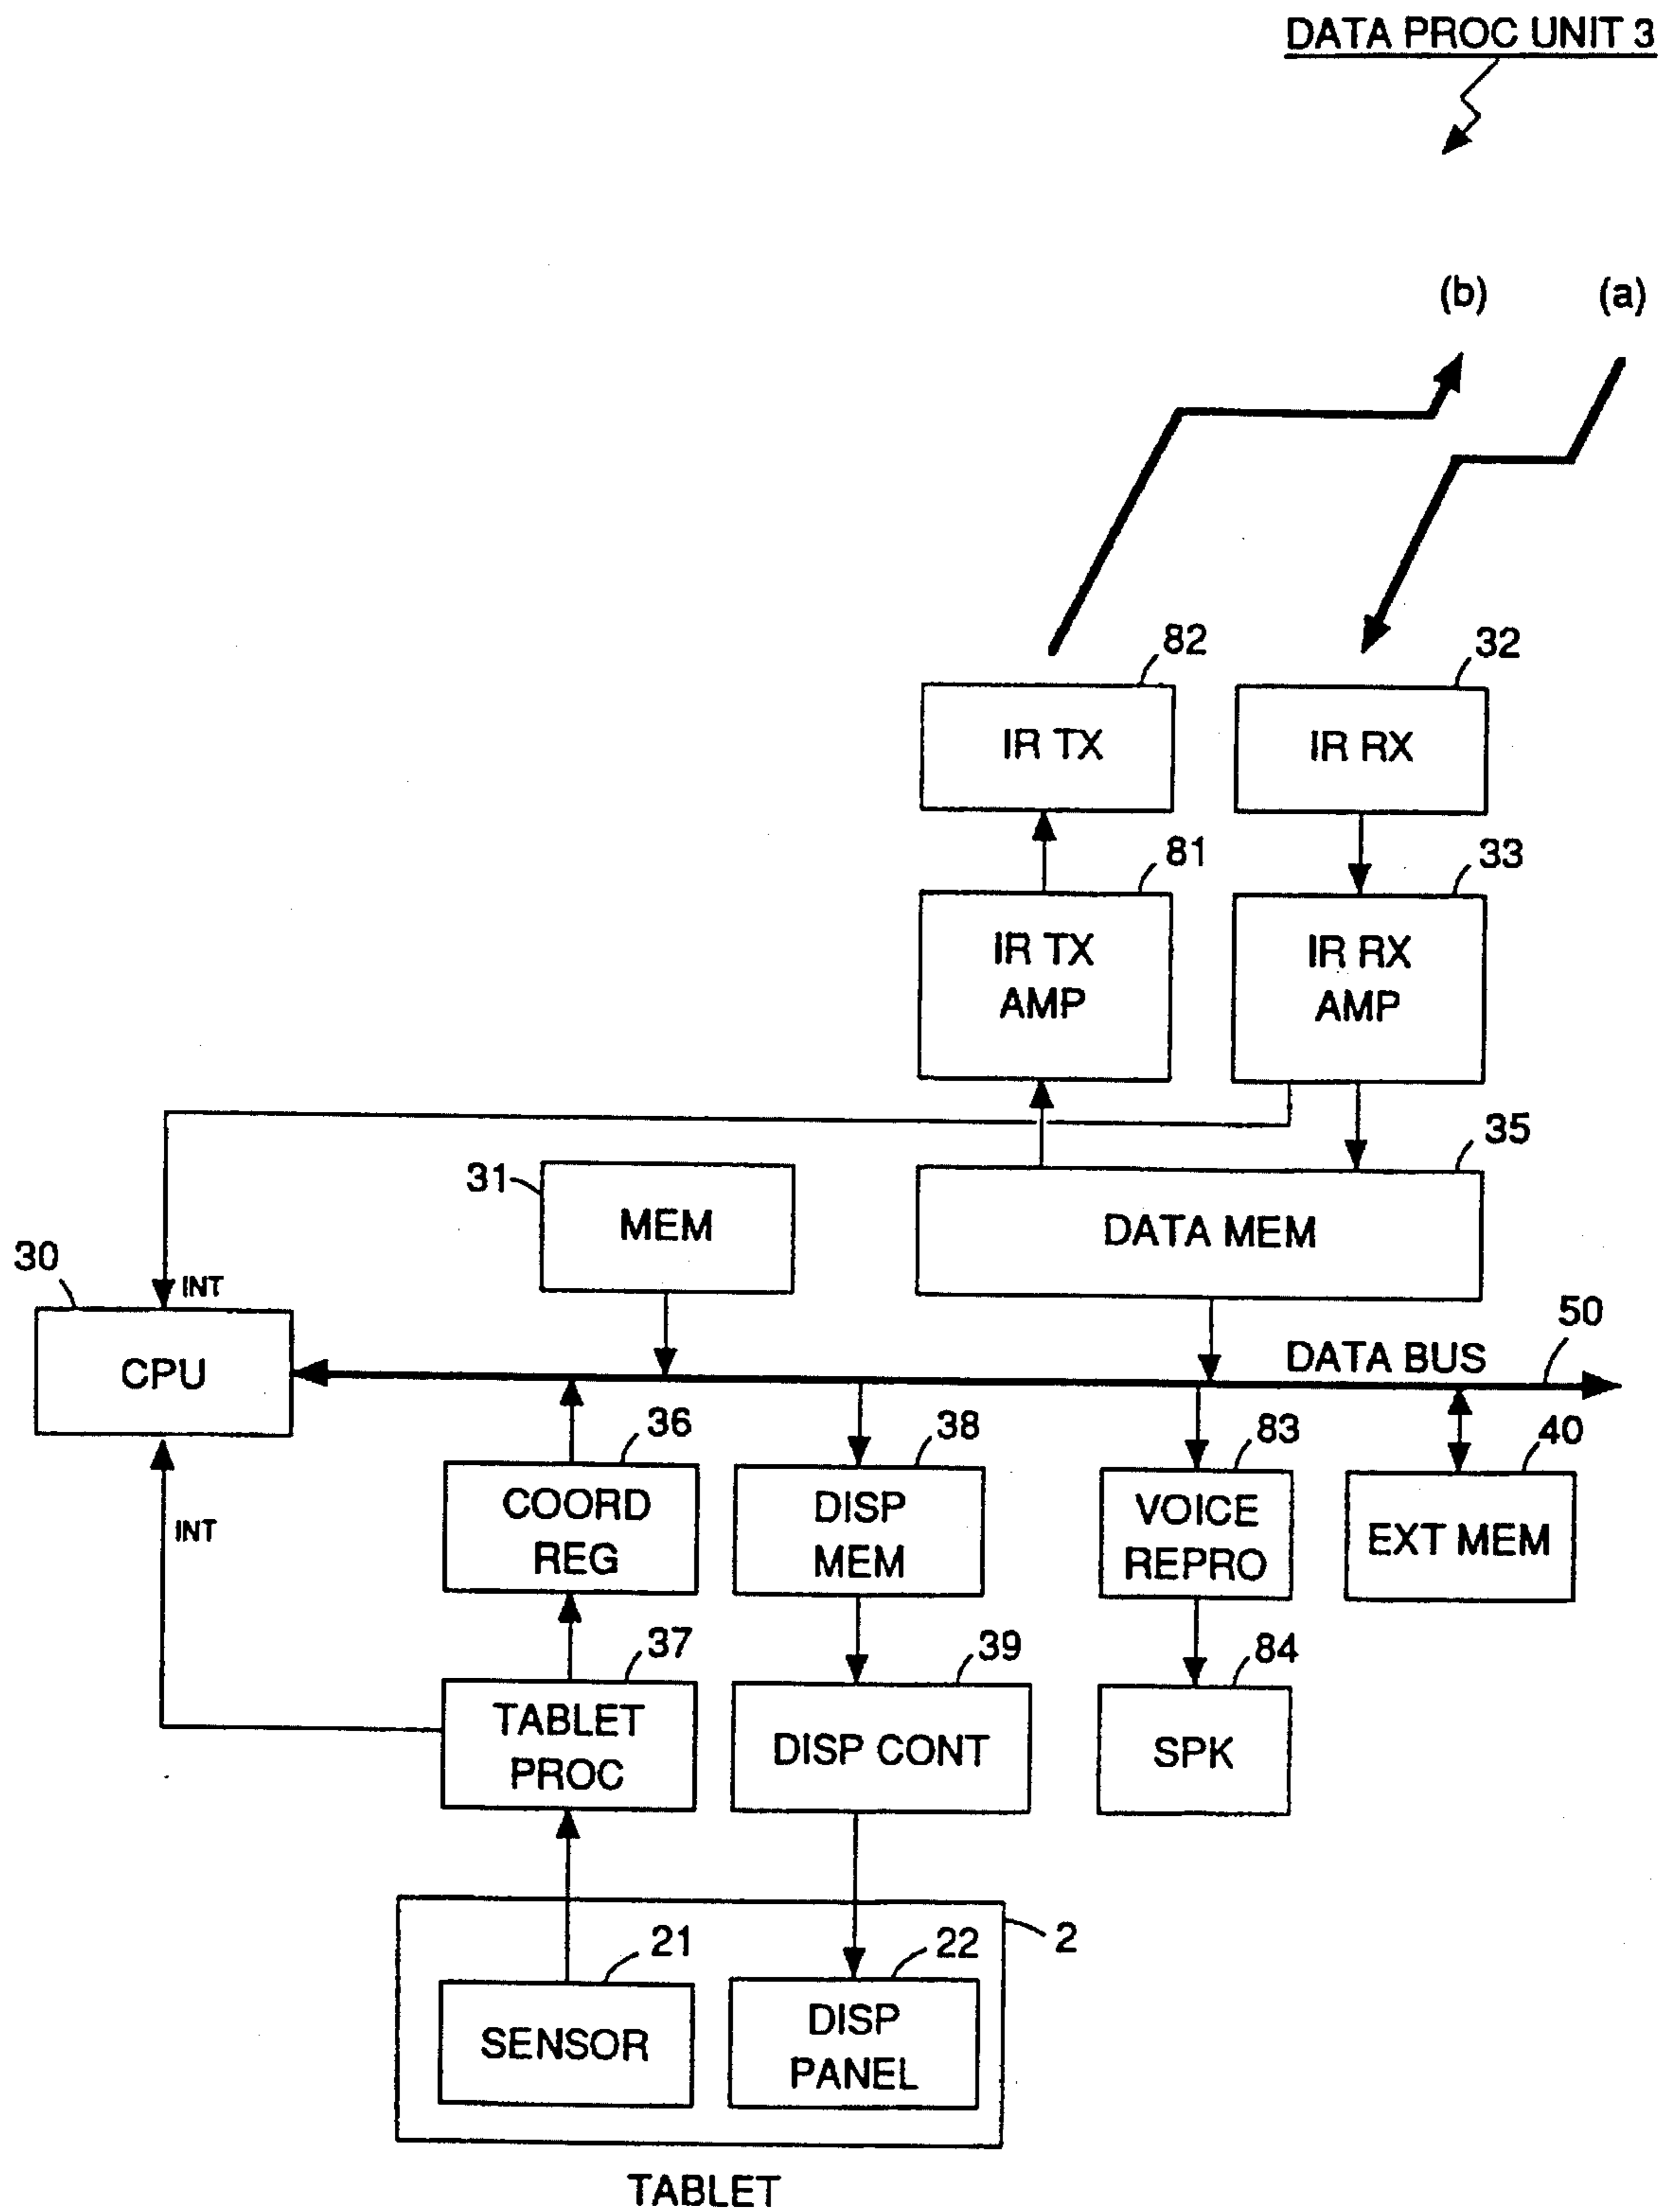 DATA PROC UNIT 3
(b)
(a)
82
32
IR TX
IR RX
81
33
IR TX
AMP
IR RX
AMP
35
31
MEM
DATA MEM
30
INT
CPU
50
DATA BUS
36
38
83
40
COORD
REG
DISP
MEM
VOICE
REPRO
EXT MEM
INT
37
39
84
TABLET
PROC
DISP CONT
SPK
2
21
22
SENSOR
DISP
PANEL
TABLET